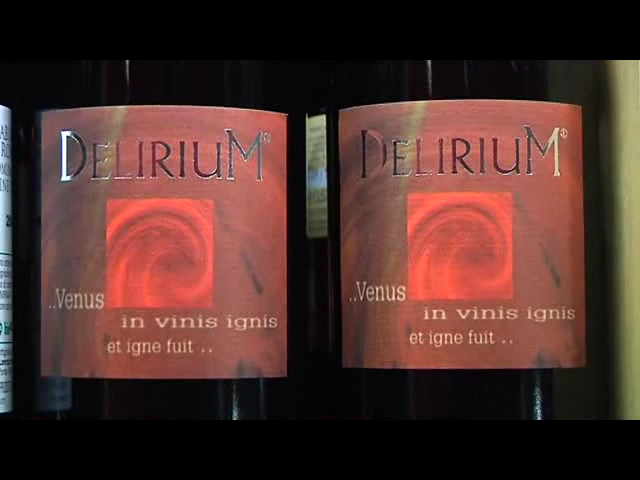 DELIRIUM®
..Venus
in vinis ignis
et igne fuit ..
DELIRIUM®
..Venus
in vinis ignis
et igne fuit ..